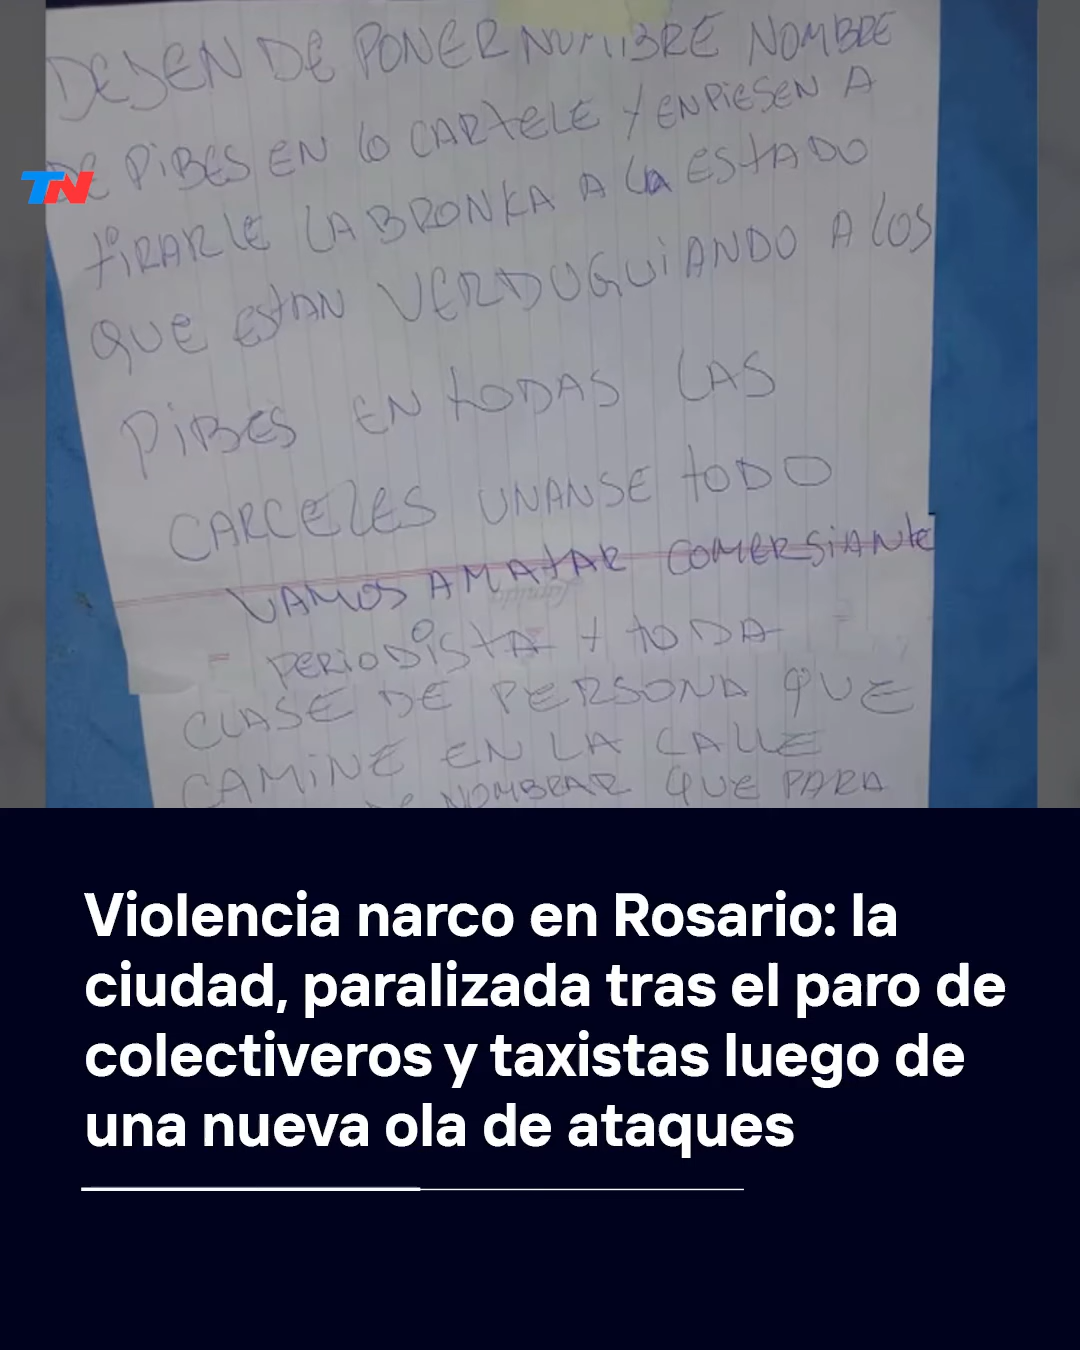 DEJEN DE PONER NUMIBRE NOMBRE
DE PIBES EN LO CARTELE Y ENPIESEN A
TIRARLE LA BRONKA A LA ESTADO
QUE ESTAN VERDUGUIANDO A LOS
PIBES EN TODAS LAS
CARCELES UNANSE TODO
VAMOS A MATAR COMERSIANTE
PERIODISTA + TODA
CLASE DE PERSONA QUE
CAMINE EN LA CALLE
NOMBRAR QUE PARA
TN
Violencia narco en Rosario: la
ciudad, paralizada tras el paro de
colectiveros y taxistas luego de
una nueva ola de ataques